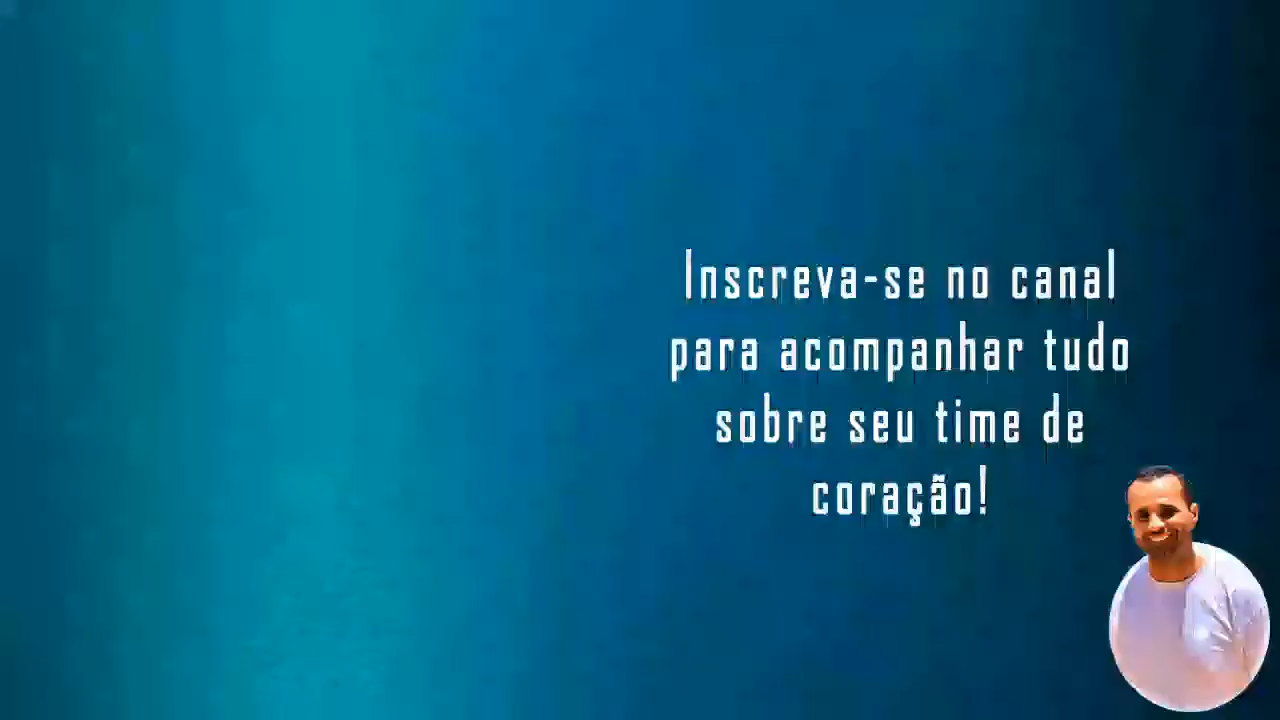 Inscreva-se no canal
para acompanhar tudo
sobre seu time de
coração!